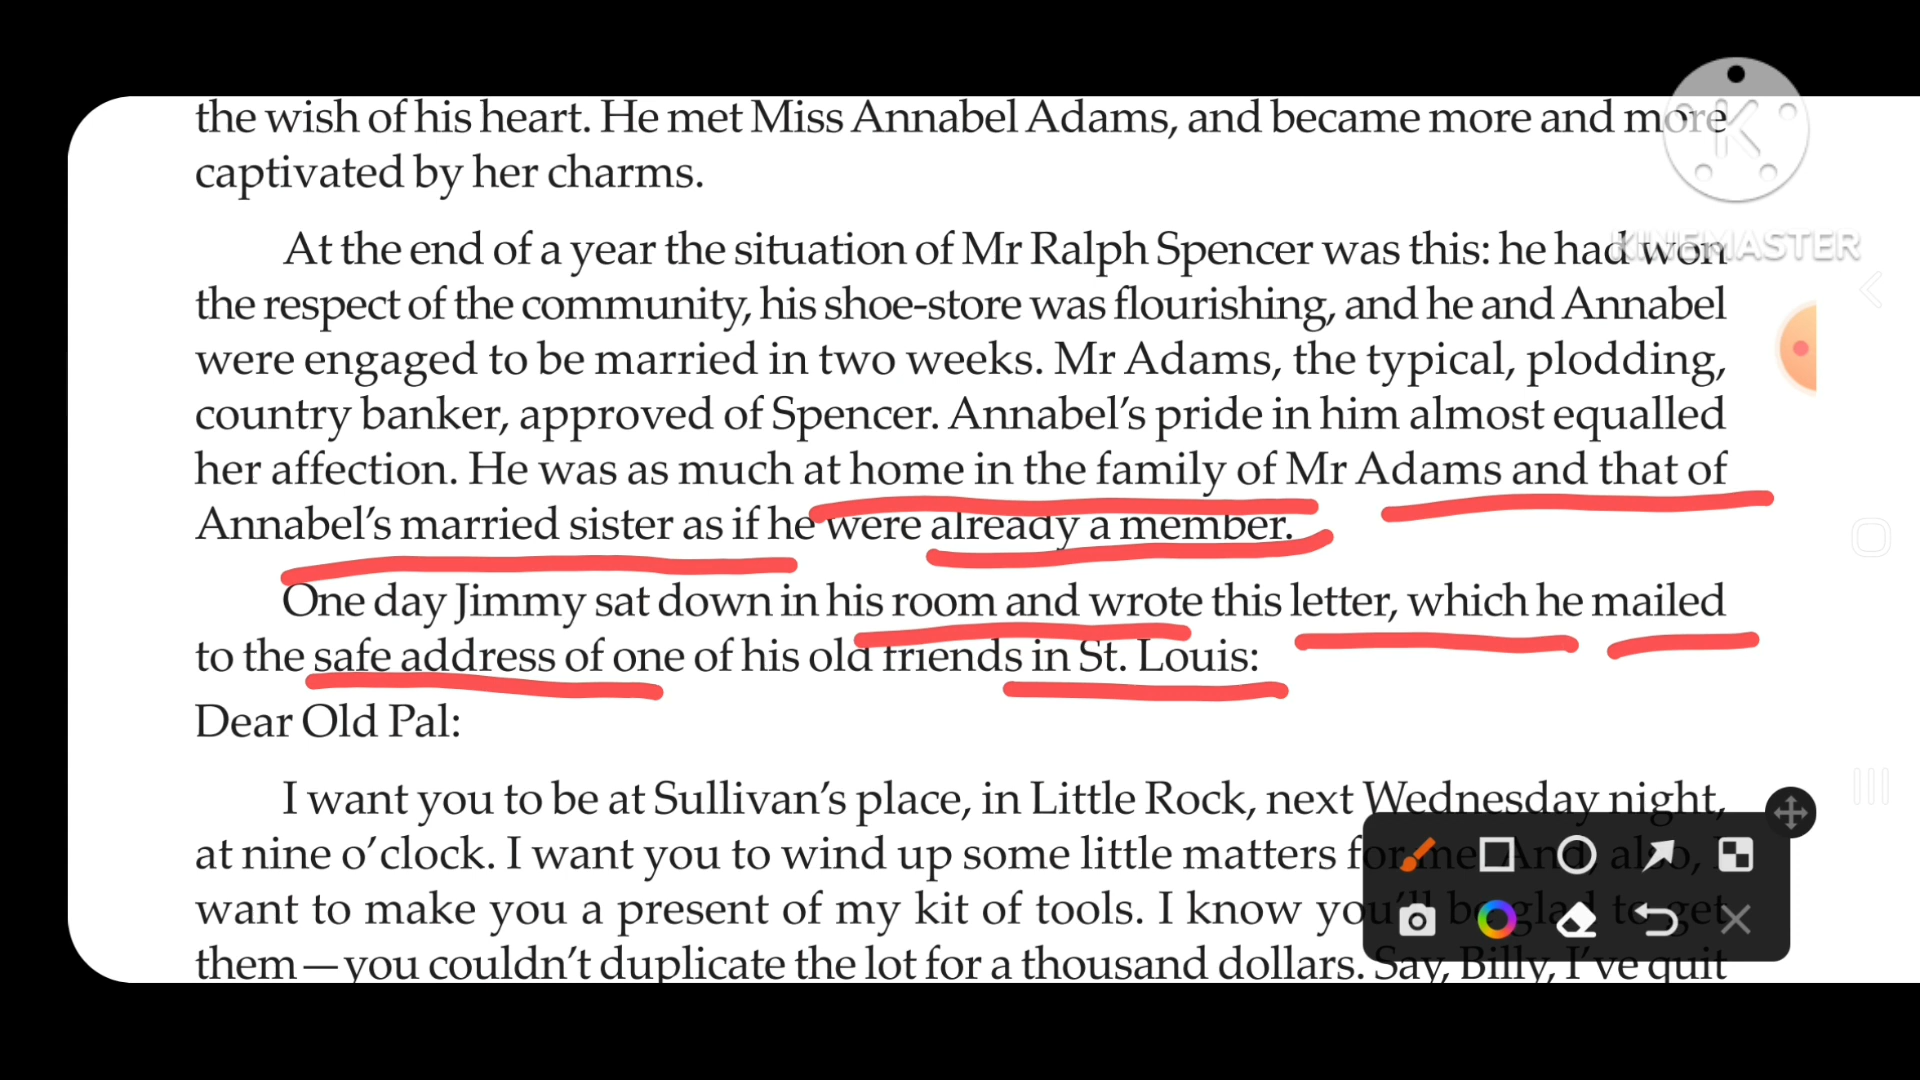 the wish of his heart. He met Miss Annabel Adams, and became more and more
captivated by her charms.
At the end of a year the situation of Mr Ralph Spencer was this: he had won
the respect of the community, his shoe-store was flourishing, and he and Annabel
were engaged to be married in two weeks. Mr Adams, the typical, plodding,
country banker, approved of Spencer. Annabel's pride in him almost equalled
her affection. He was as much at home in the family of Mr Adams and that of
Annabel's married sister as if he were already a member.
One day Jimmy sat down in his room and wrote this letter, which he mailed
to the safe address of one of his old friends in St. Louis:
Dear Old Pal:
I want you to be at Sullivan's place, in Little Rock, next Wednesday night,
at nine o'clock. I want you to wind up some little matters for me. And, also, I
want to make you a present of my kit of tools. I know you'll be glad to get
them—you couldn't duplicate the lot for a thousand dollars. Say, Billy, I've quit
K
KINEMASTER